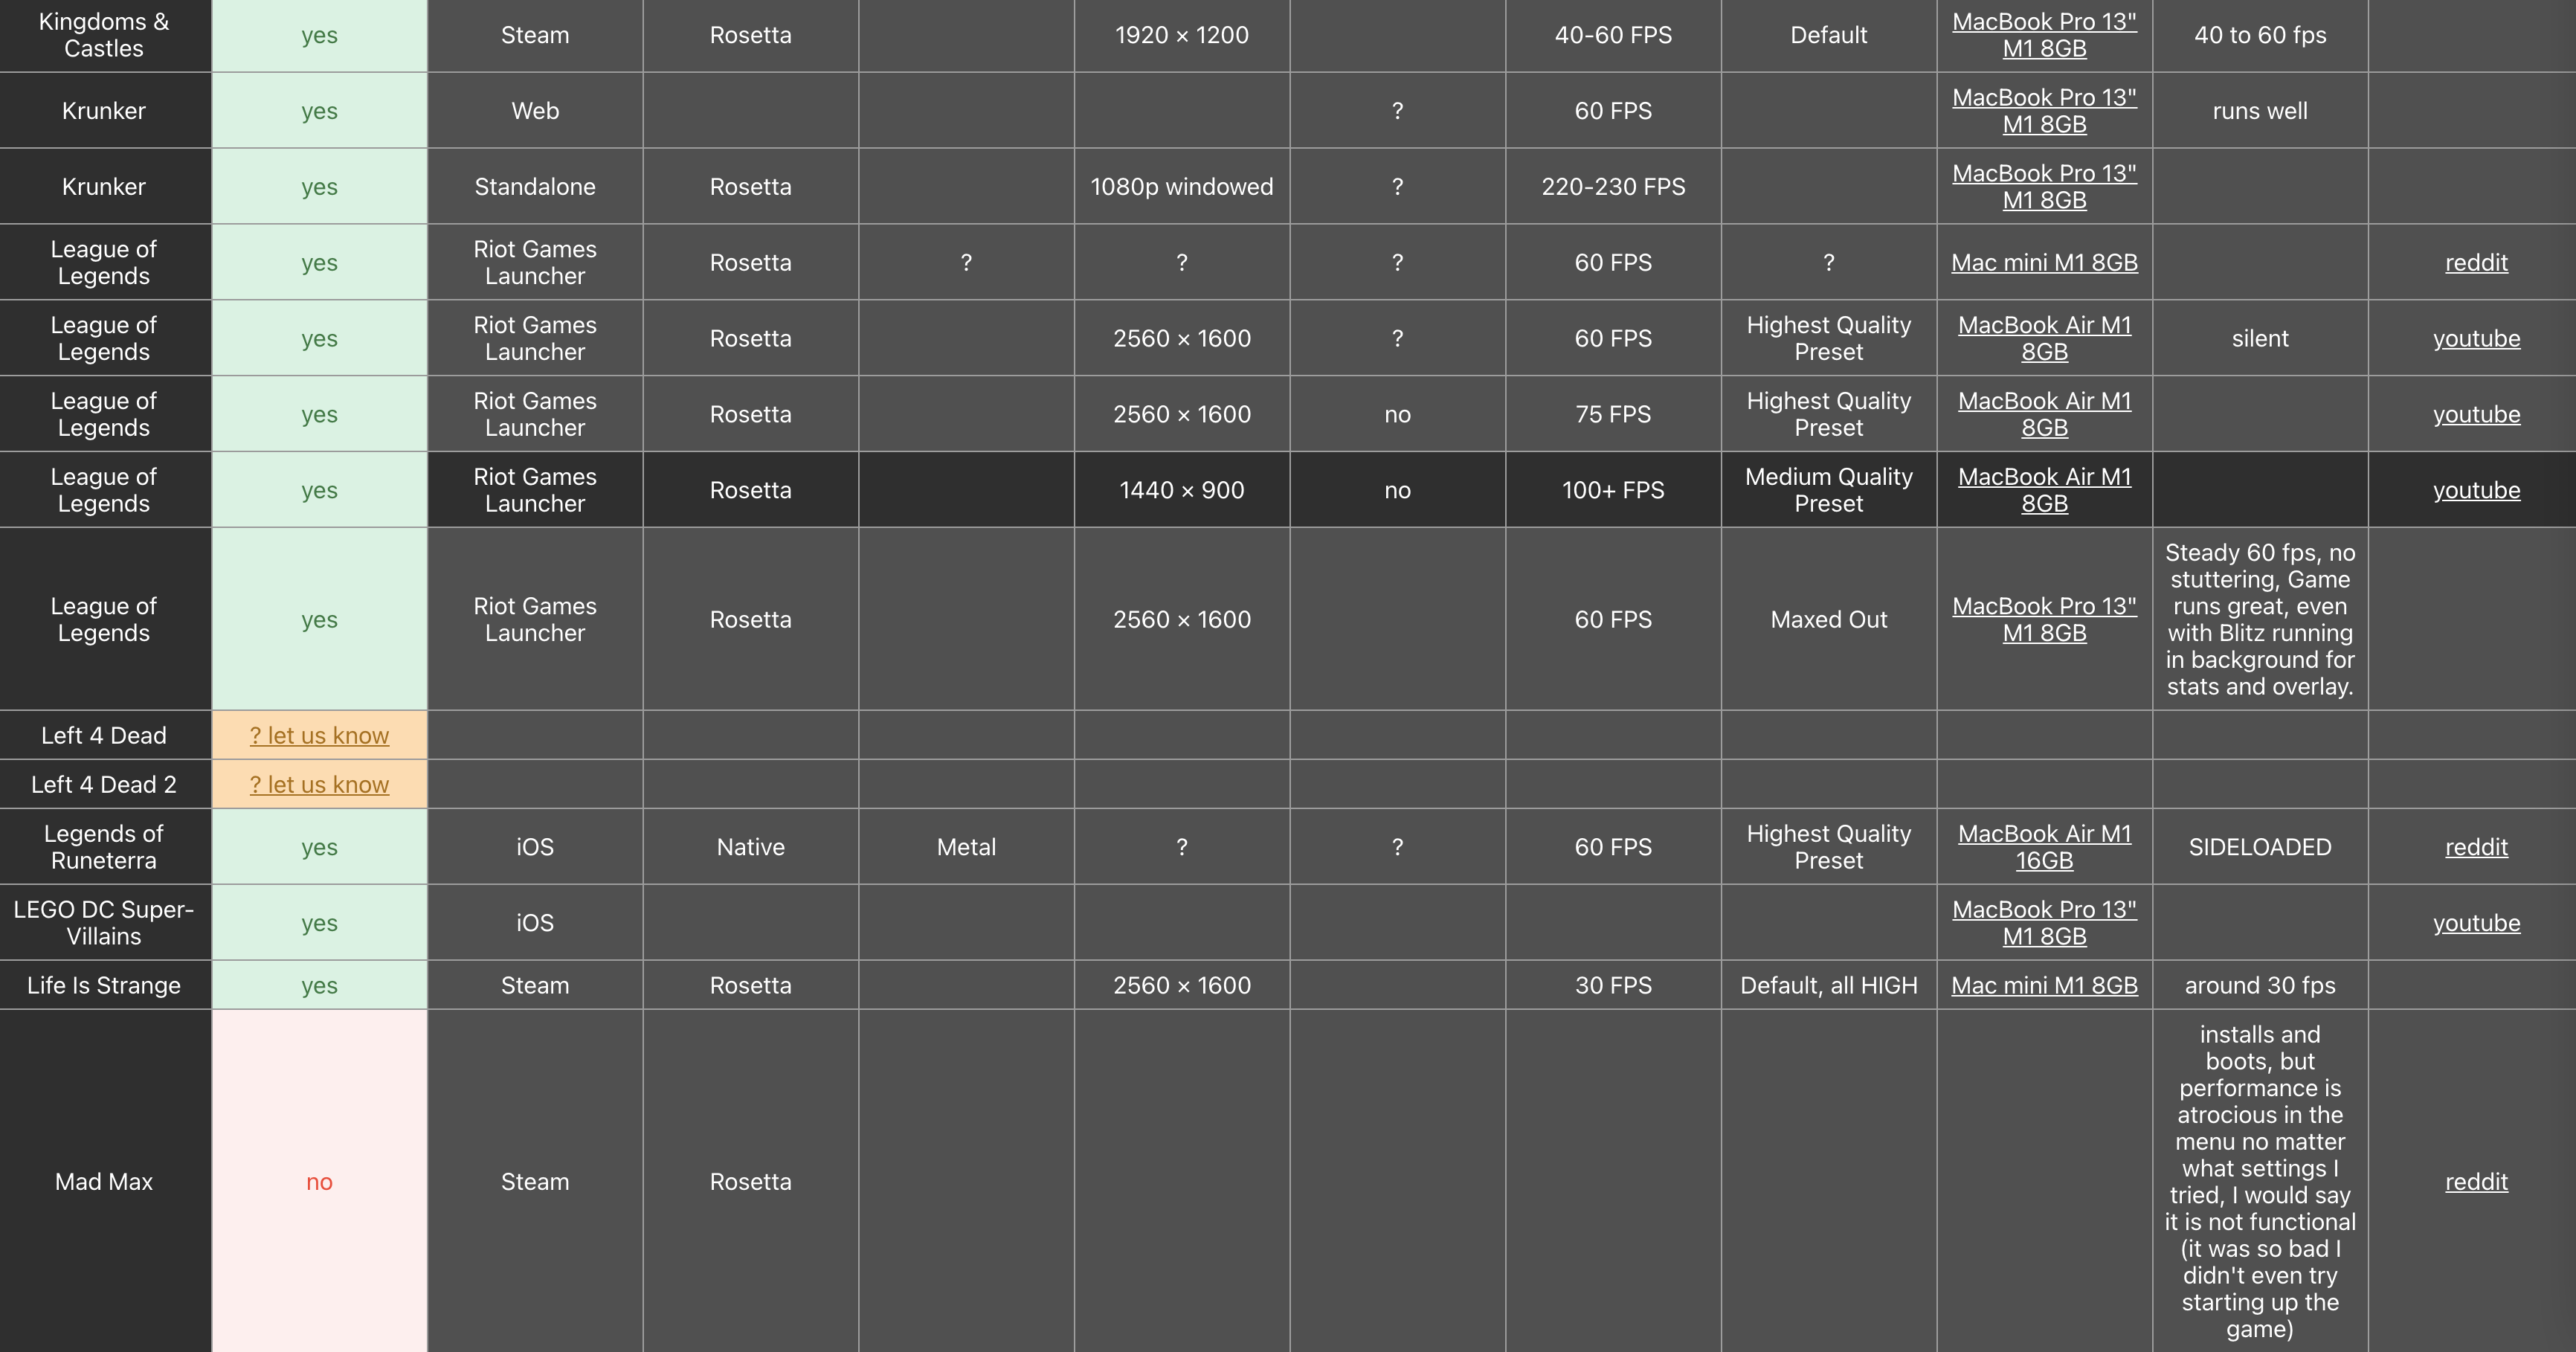 Kingdoms &
Castles
yes
Steam
Rosetta
1920 × 1200
40-60 FPS
Default
MacBook Pro 13"
M1 8GB
40 to 60 fps
Krunker
yes
Web
?
60 FPS
MacBook Pro 13"
M1 8GB
runs well
Krunker
yes
Standalone
Rosetta
1080p windowed
?
220-230 FPS
MacBook Pro 13"
M1 8GB
League of
Legends
yes
Riot Games
Launcher
Rosetta
?
?
?
60 FPS
?
Mac mini M1 8GB
reddit
League of
Legends
yes
Riot Games
Launcher
Rosetta
2560 × 1600
?
60 FPS
Highest Quality
Preset
MacBook Air M1
8GB
silent
youtube
League of
Legends
yes
Riot Games
Launcher
Rosetta
2560 × 1600
no
75 FPS
Highest Quality
Preset
MacBook Air M1
8GB
youtube
League of
Legends
yes
Riot Games
Launcher
Rosetta
1440 × 900
no
100+ FPS
Medium Quality
Preset
MacBook Air M1
8GB
youtube
League of
Legends
yes
Riot Games
Launcher
Rosetta
2560 × 1600
60 FPS
Maxed Out
MacBook Pro 13"
M1 8GB
Steady 60 fps, no
stuttering, Game
runs great, even
with Blitz running
in background for
stats and overlay.
Left 4 Dead
? let us know
Left 4 Dead 2
? let us know
Legends of
Runeterra
yes
iOS
Native
Metal
?
?
60 FPS
Highest Quality
Preset
MacBook Air M1
16GB
SIDELOADED
reddit
LEGO DC Super-
Villains
yes
iOS
MacBook Pro 13"
M1 8GB
youtube
Life Is Strange
yes
Steam
Rosetta
2560 × 1600
30 FPS
Default, all HIGH
Mac mini M1 8GB
around 30 fps
Mad Max
no
Steam
Rosetta
installs and
boots, but
performance is
atrocious in the
menu no matter
what settings I
tried, I would say
it is not functional
(it was so bad I
didn't even try
starting up the
game)
reddit